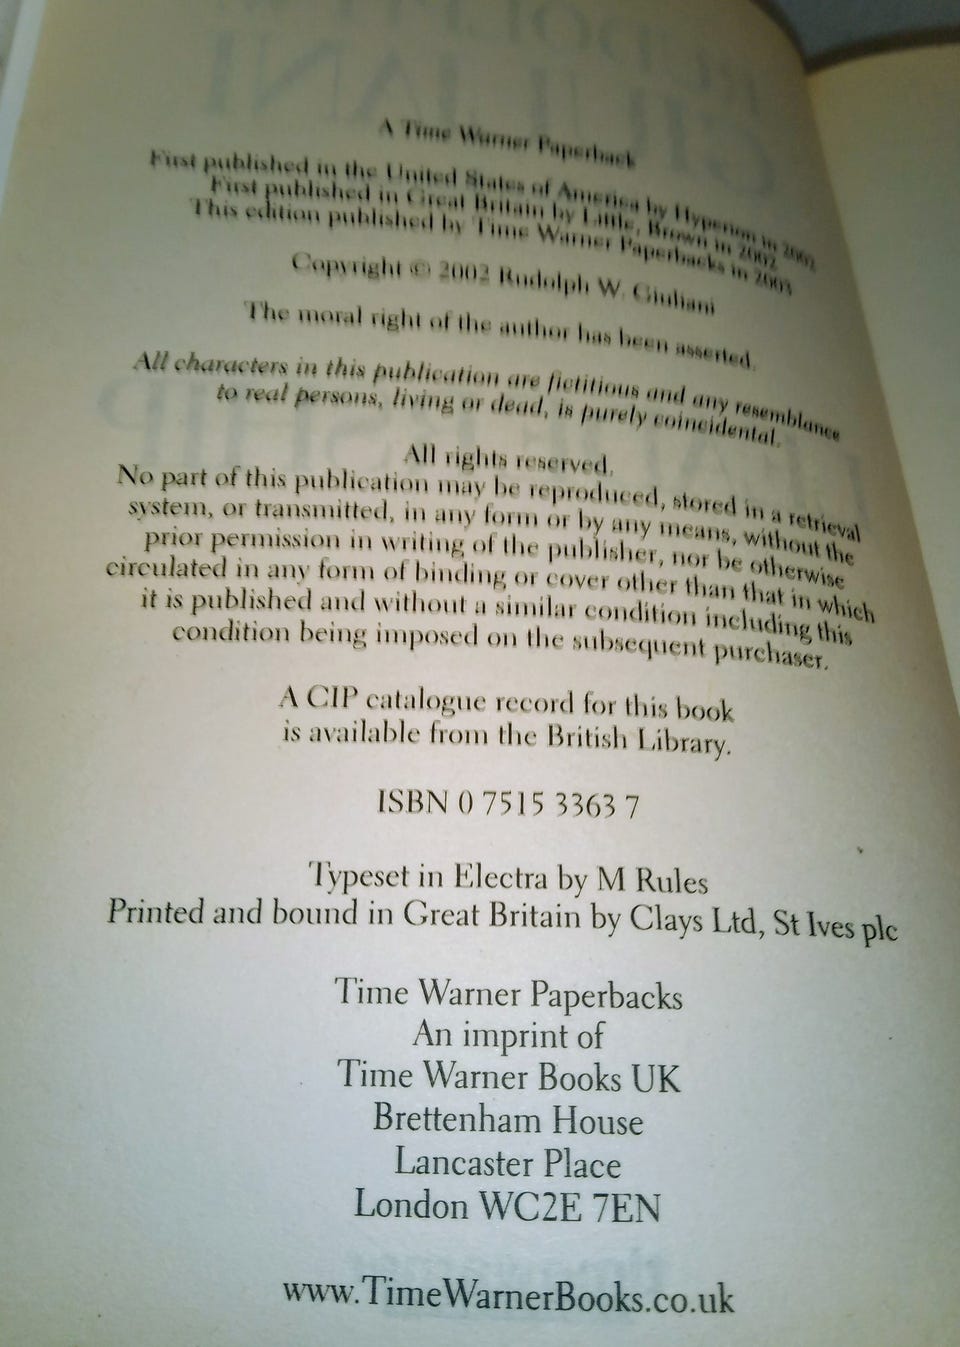 A Time Warner Paperback
First published in the United States of America by Hyperion in 2002
First published in Great Britain by Little, Brown in 2002
This edition published by Time Warner Paperbacks in 2003
Copyright © 2002 Rudolph W. Giuliani
The moral right of the author has been asserted.
All characters in this publication are fictitious and any resemblance
to real persons, living or dead, is purely coincidental.
All rights reserved.
No part of this publication may be reproduced, stored in a retrieval
system, or transmitted, in any form or by any means, without the
prior permission in writing of the publisher, nor be otherwise
circulated in any form of binding or cover other than that in which
it is published and without a similar condition including this
condition being imposed on the subsequent purchaser.
A CIP catalogue record for this book
is available from the British Library.
ISBN 0 7515 3363 7
Typeset in Electra by M Rules
Printed and bound in Great Britain by Clays Ltd, St Ives plc
Time Warner Paperbacks
An imprint of
Time Warner Books UK
Brettenham House
Lancaster Place
London WC2E 7EN
www.TimeWarnerBooks.co.uk